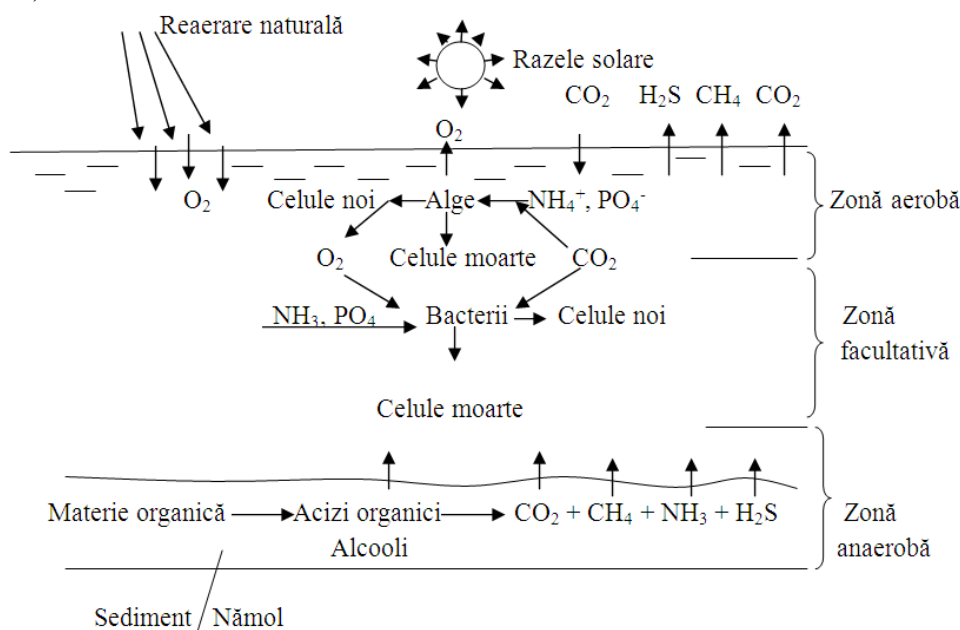 Reaerare naturală
Razele solare
CO₂ H₂S CH₄ CO₂
O₂
O₂ Celule noi Alge NH₄⁺, PO₄⁻ Zonă aerobă
O₂ Celule moarte CO₂
NH₃, PO₄ Bacterii Celule noi Zonă
facultativă
Celule moarte
Materie organică Acizi organici CO₂ + CH₄ + NH₃ + H₂S Zonă
Alcooli anaerobă
Sediment / Nămol